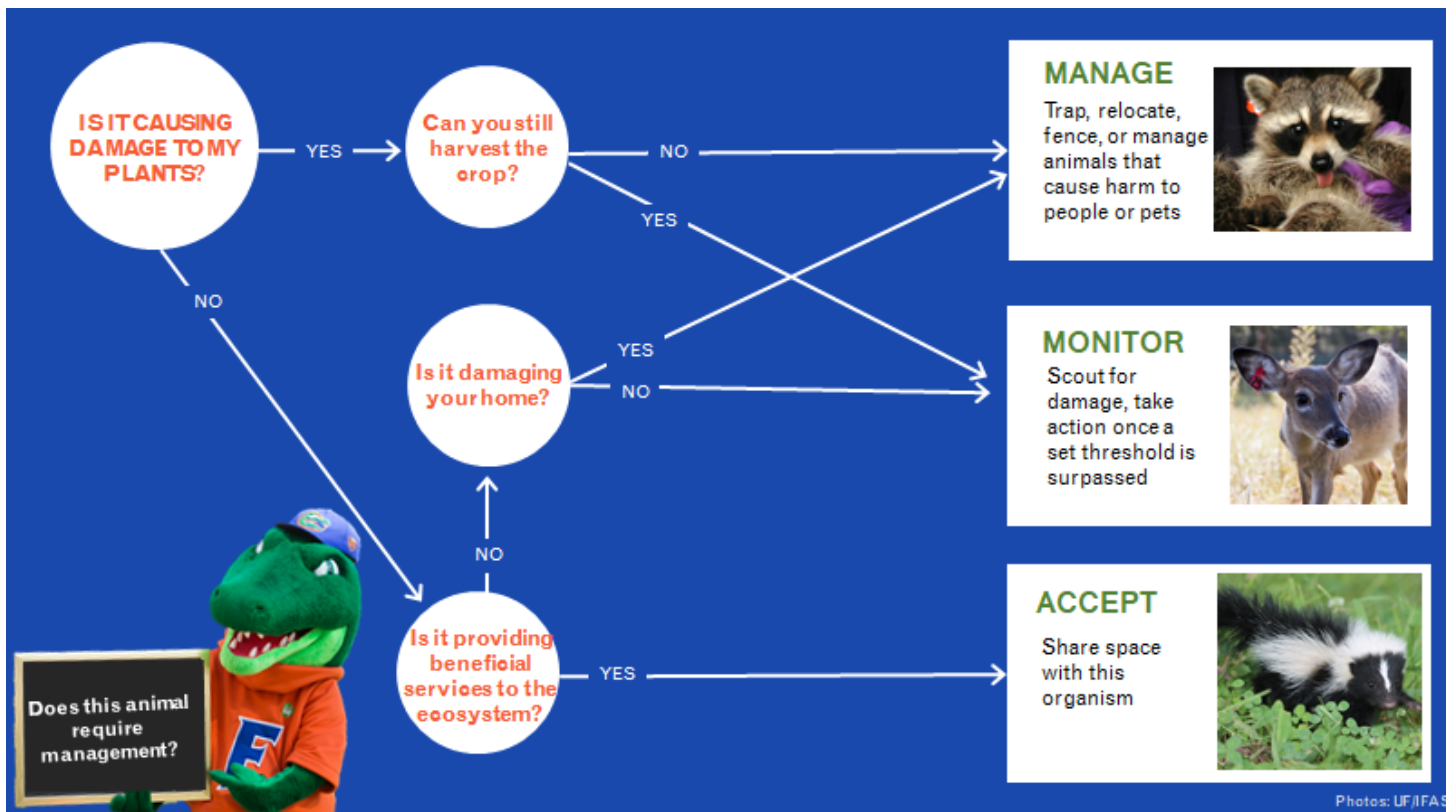 IS IT CAUSING
DAMAGE TO MY
PLANTS?
YES
Can you still
harvest the
crop?
NO
YES
MANAGE
Trap, relocate,
fence, or manage
animals that
cause harm to
people or pets
NO
Is it damaging
your home?
YES
NO
MONITOR
Scout for
damage, take
action once a
set threshold is
surpassed
NO
Is it providing
beneficial
services to the
ecosystem?
YES
ACCEPT
Share space
with this
organism
Does this animal
require
management?
F
Photos: UF/IFAS